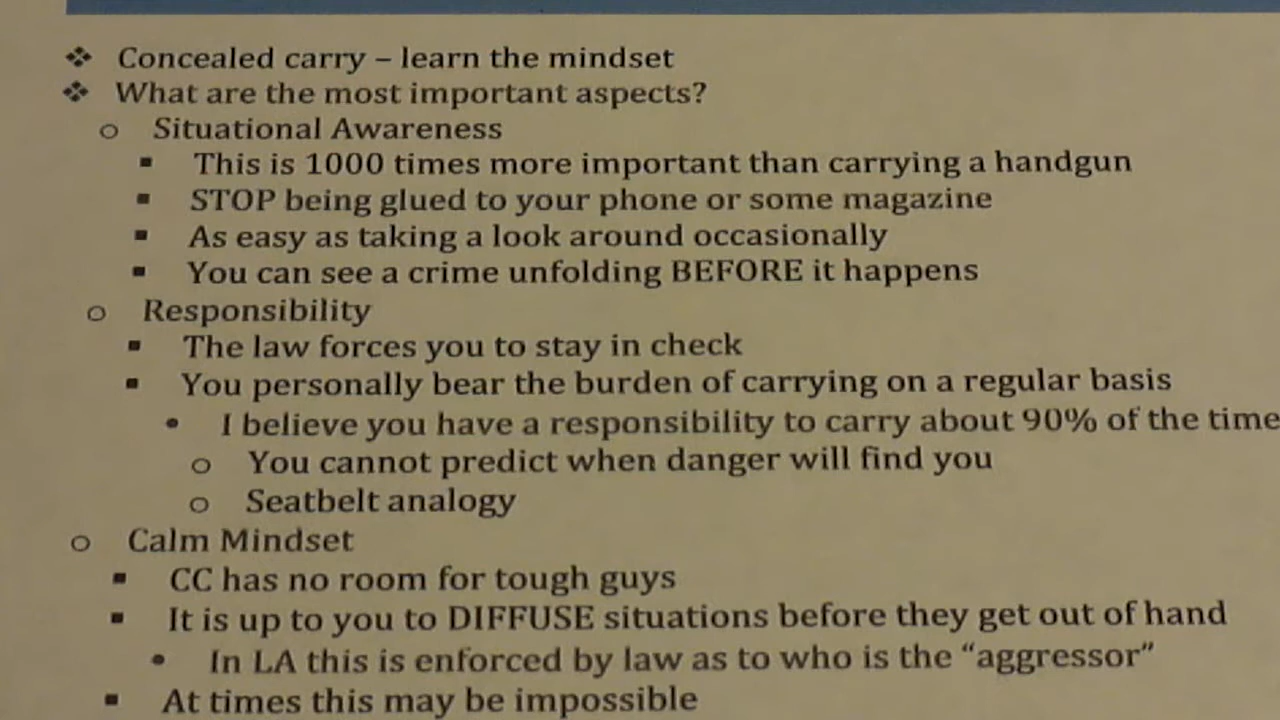 ❖ Concealed carry – learn the mindset
❖ What are the most important aspects?
o Situational Awareness
▪ This is 1000 times more important than carrying a handgun
▪ STOP being glued to your phone or some magazine
▪ As easy as taking a look around occasionally
▪ You can see a crime unfolding BEFORE it happens
o Responsibility
▪ The law forces you to stay in check
▪ You personally bear the burden of carrying on a regular basis
• I believe you have a responsibility to carry about 90% of the time
o You cannot predict when danger will find you
o Seatbelt analogy
o Calm Mindset
▪ CC has no room for tough guys
▪ It is up to you to DIFFUSE situations before they get out of hand
• In LA this is enforced by law as to who is the “aggressor”
▪ At times this may be impossible